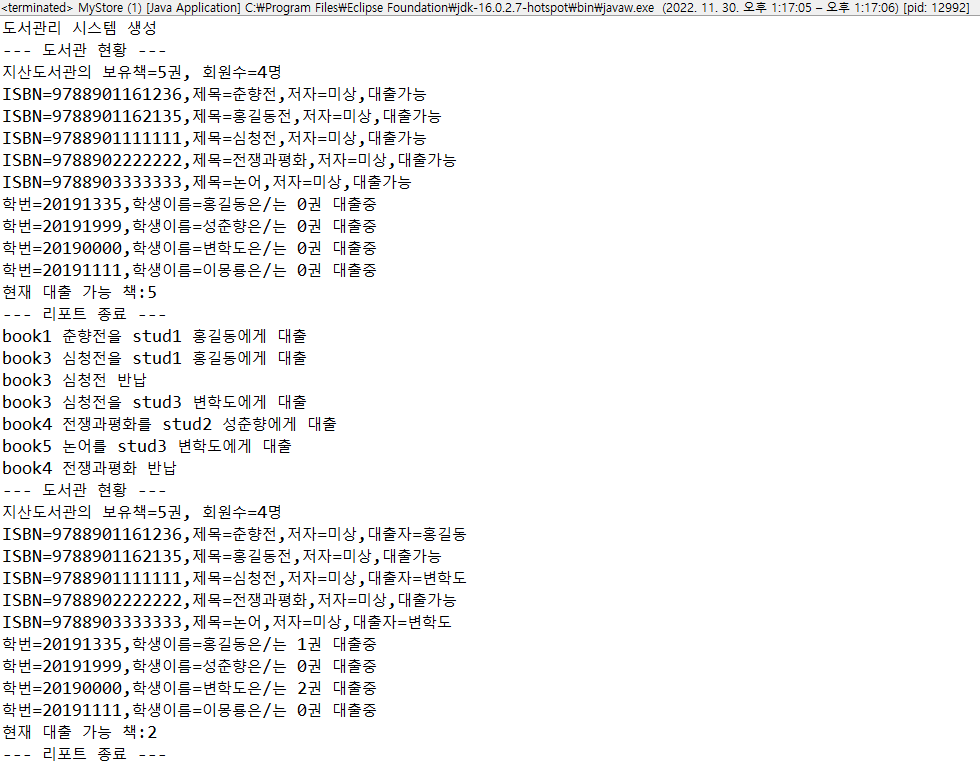 <terminated> MyStore (1) [Java Application] C:₩Program Files₩Eclipse Foundation₩jdk-16.0.2.7-hotspot₩bin₩javaw.exe (2022. 11. 30. 오후 1:17:05 – 오후 1:17:06) [pid: 12992]
도서관리 시스템 생성
--- 도서관 현황 ---
지산도서관의 보유책=5권, 회원수=4명
ISBN=9788901161236,제목=춘향전,저자=미상,대출가능
ISBN=9788901162135,제목=홍길동전,저자=미상,대출가능
ISBN=9788901111111,제목=심청전,저자=미상,대출가능
ISBN=9788902222222,제목=전쟁과평화,저자=미상,대출가능
ISBN=9788903333333,제목=논어,저자=미상,대출가능
학번=20191335,학생이름=홍길동은/는 0권 대출중
학번=20191999,학생이름=성춘향은/는 0권 대출중
학번=20190000,학생이름=변학도은/는 0권 대출중
학번=20191111,학생이름=이몽룡은/는 0권 대출중
현재 대출 가능 책:5
--- 리포트 종료 ---
book1 춘향전을 stud1 홍길동에게 대출
book3 심청전을 stud1 홍길동에게 대출
book3 심청전 반납
book3 심청전을 stud3 변학도에게 대출
book4 전쟁과평화를 stud2 성춘향에게 대출
book5 논어를 stud3 변학도에게 대출
book4 전쟁과평화 반납
--- 도서관 현황 ---
지산도서관의 보유책=5권, 회원수=4명
ISBN=9788901161236,제목=춘향전,저자=미상,대출자=홍길동
ISBN=9788901162135,제목=홍길동전,저자=미상,대출가능
ISBN=9788901111111,제목=심청전,저자=미상,대출자=변학도
ISBN=9788902222222,제목=전쟁과평화,저자=미상,대출가능
ISBN=9788903333333,제목=논어,저자=미상,대출자=변학도
학번=20191335,학생이름=홍길동은/는 1권 대출중
학번=20191999,학생이름=성춘향은/는 0권 대출중
학번=20190000,학생이름=변학도은/는 2권 대출중
학번=20191111,학생이름=이몽룡은/는 0권 대출중
현재 대출 가능 책:2
--- 리포트 종료 ---